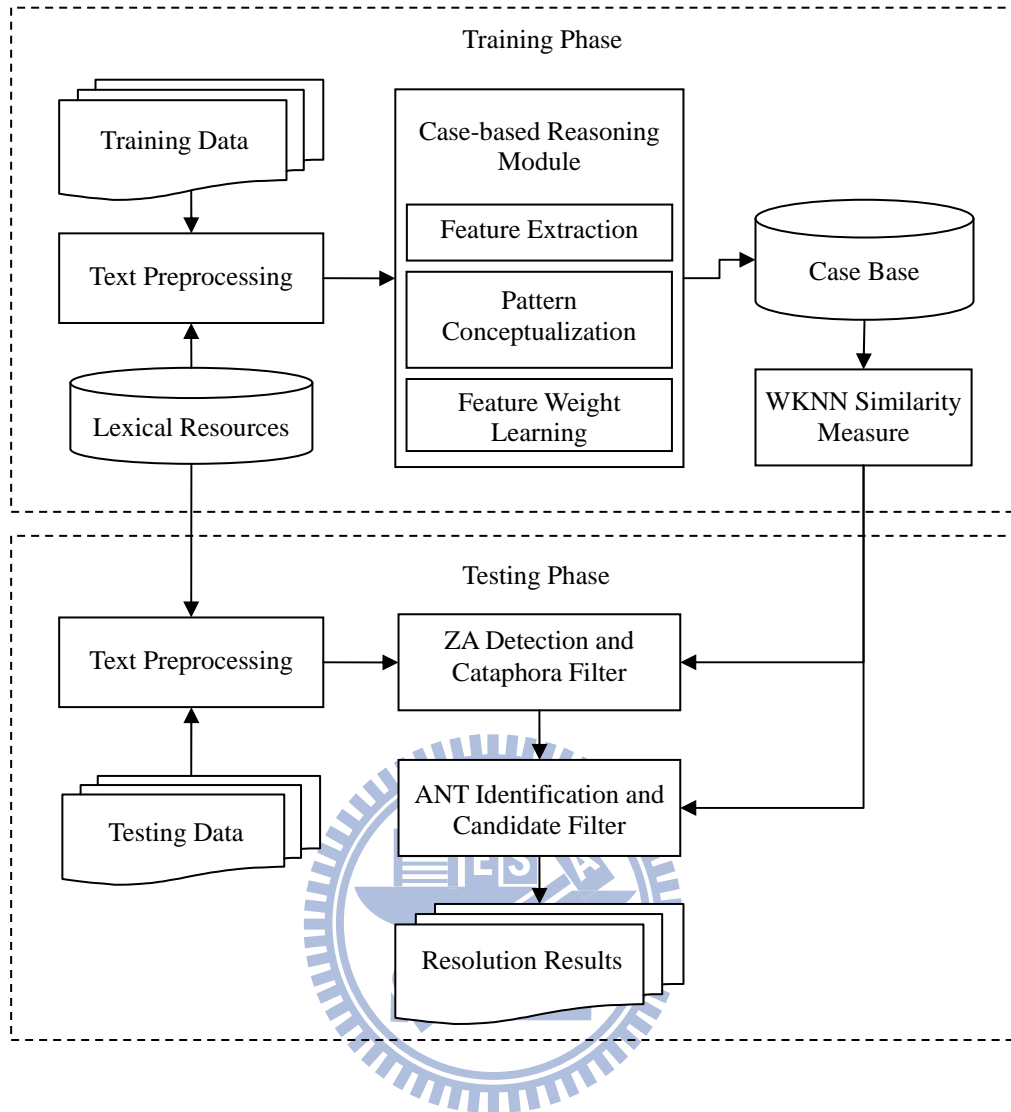 Training Phase
Training Data
Text Preprocessing
Lexical Resources
Case-based Reasoning
Module
Feature Extraction
Pattern
Conceptualization
Feature Weight
Learning
Case Base
WKNN Similarity
Measure
Testing Phase
Text Preprocessing
Testing Data
ZA Detection and
Cataphora Filter
ANT Identification and
Candidate Filter
E S A
Resolution Results